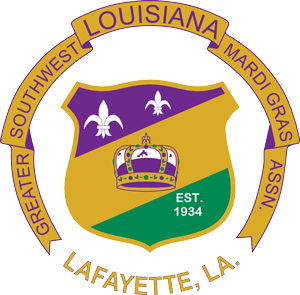 GREATER SOUTHWEST LOUISIANA MARDI GRAS ASSN.
EST.
1934
LAFAYETTE, LA.